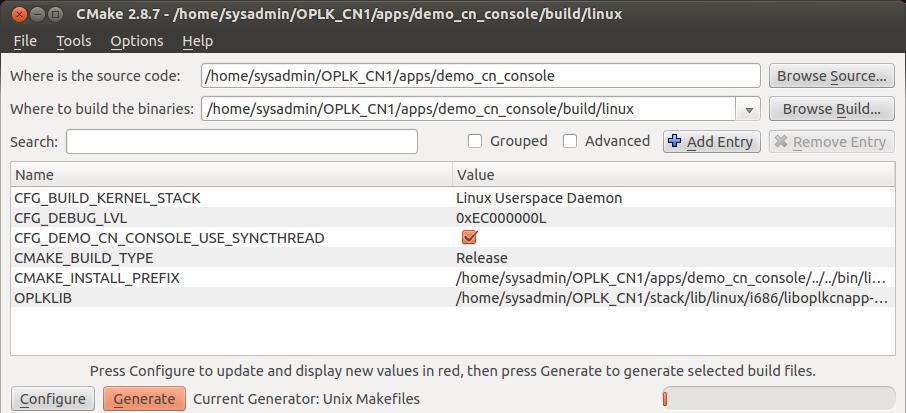 CMake 2.8.7 - /home/sysadmin/OPLK_CN1/apps/demo_cn_console/build/linux
File Tools Options Help
Where is the source code: /home/sysadmin/OPLK_CN1/apps/demo_cn_console Browse Source...
Where to build the binaries: /home/sysadmin/OPLK_CN1/apps/demo_cn_console/build/linux Browse Build...
Search: Grouped Advanced Add Entry Remove Entry
Name Value
CFG_BUILD_KERNEL_STACK Linux Userspace Daemon
CFG_DEBUG_LVL 0xEC000000L
CFG_DEMO_CN_CONSOLE_USE_SYNCTHREAD
CMAKE_BUILD_TYPE Release
CMAKE_INSTALL_PREFIX /home/sysadmin/OPLK_CN1/apps/demo_cn_console/../../bin/li...
OPLKLIB /home/sysadmin/OPLK_CN1/stack/lib/linux/i686/liboplkcnapp-...
Press Configure to update and display new values in red, then press Generate to generate selected build files.
Configure Generate Current Generator: Unix Makefiles